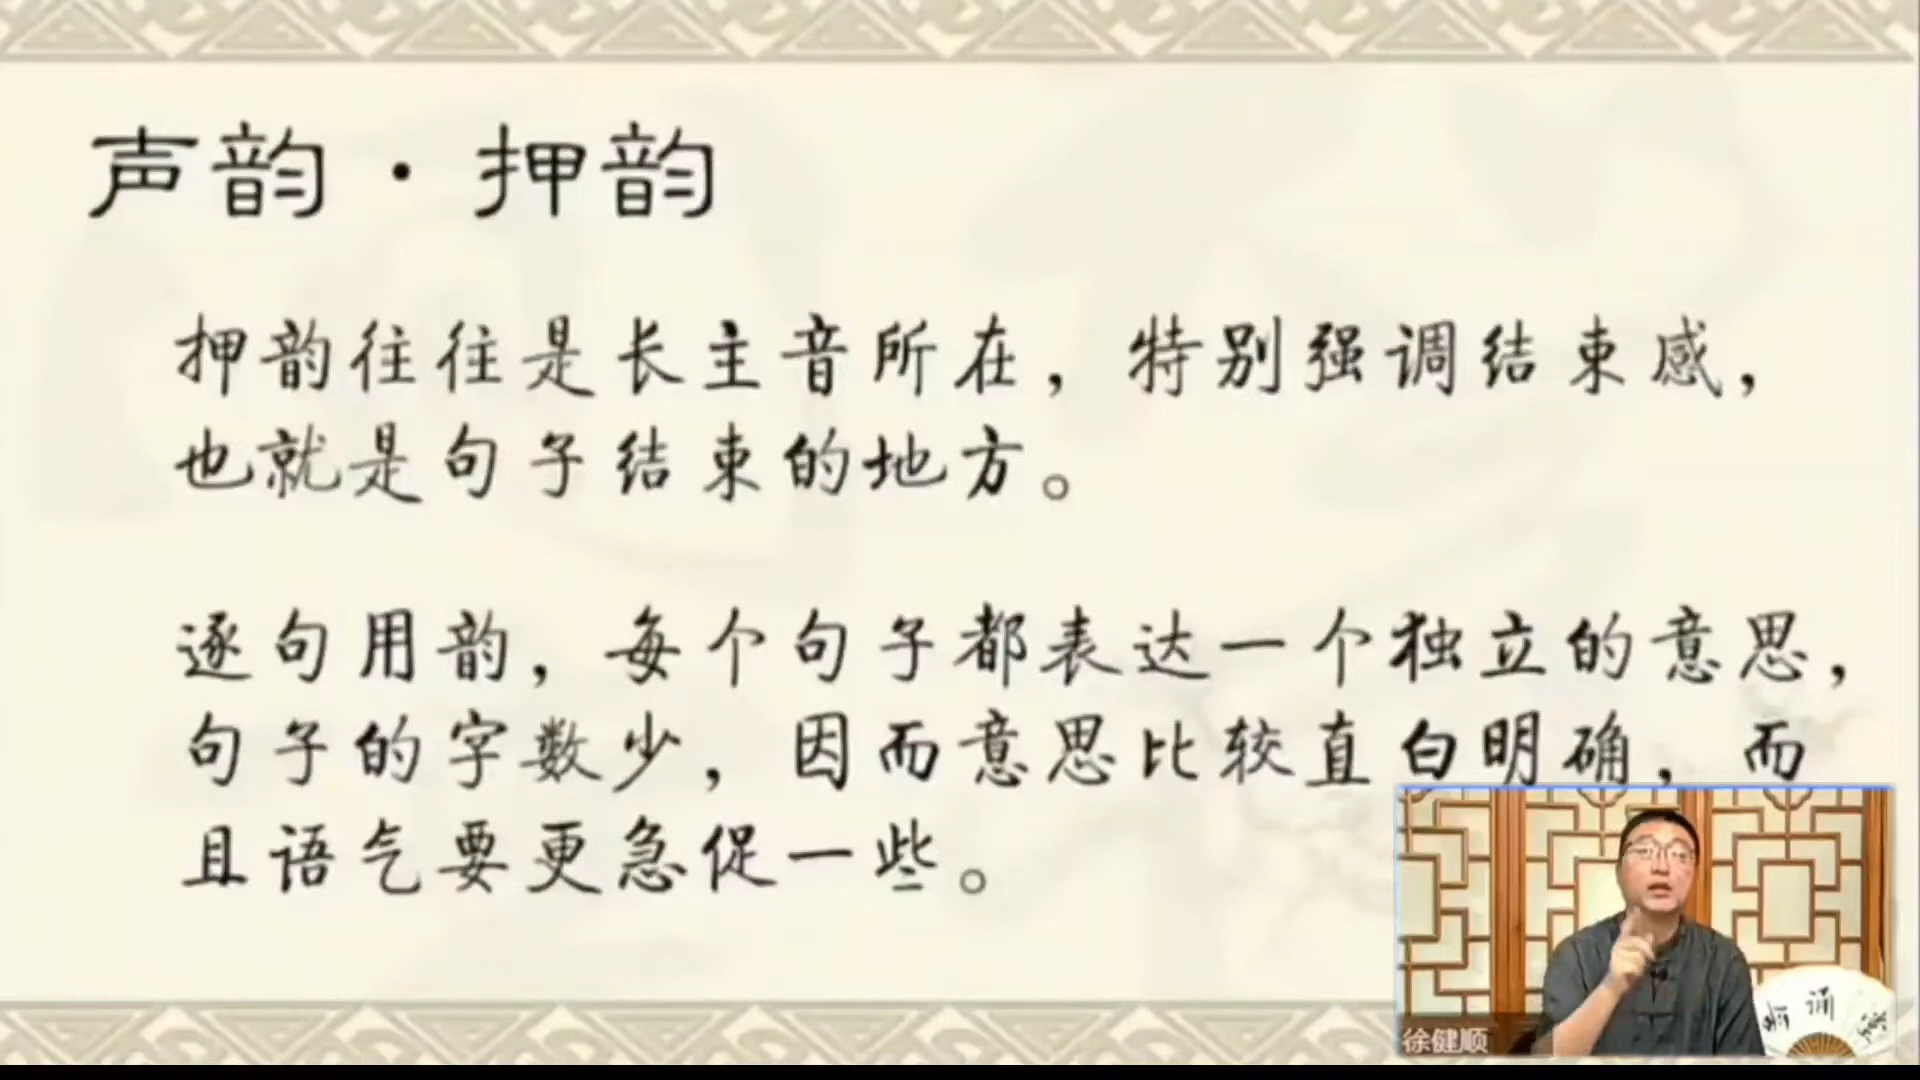 声韵·押韵
押韵往往是长主音所在，特别强调结束感，
也就是句子结束的地方。
逐句用韵，每个句子都表达一个独立的意思，
句子的字数少，因而意思比较直白明确，而
且语气要更急促一些。
徐健顺
诵